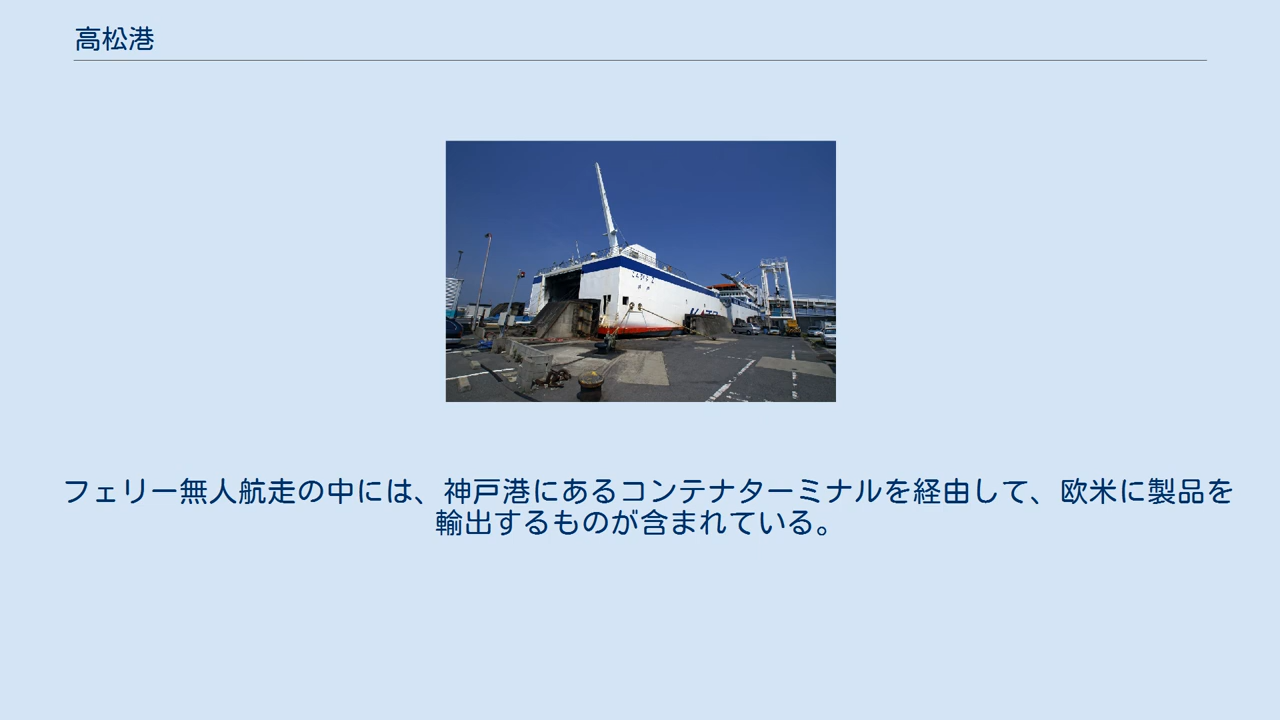 高松港
フェリー無人航走の中には、神戸港にあるコンテナターミナルを経由して、欧米に製品を
輸出するものが含まれている。